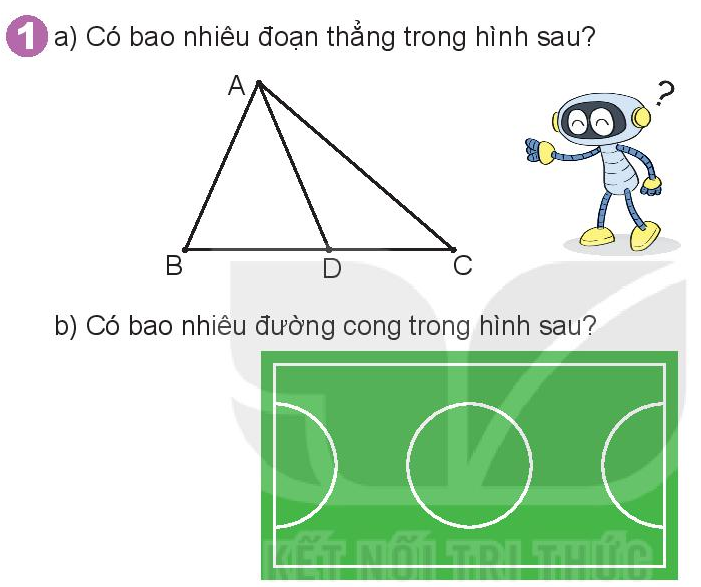 1 a) Có bao nhiêu đoạn thẳng trong hình sau?
A
?
B
D
C
b) Có bao nhiêu đường cong trong hình sau?
KẾT NỐI TRI THỨC